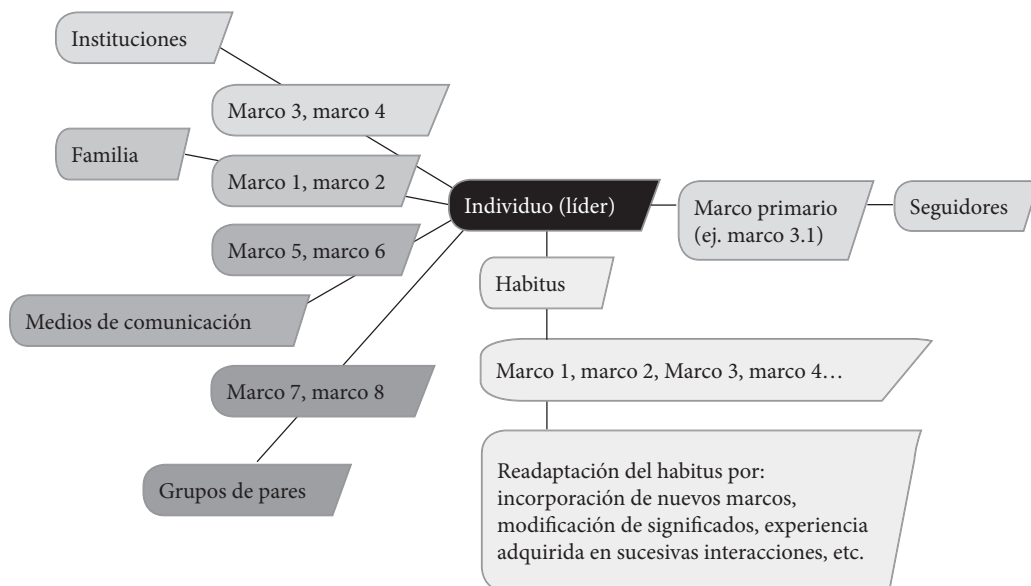 Instituciones
Marco 3, marco 4
Familia
Marco 1, marco 2
Individuo (líder)
Marco primario
(ej. marco 3.1)
Seguidores
Marco 5, marco 6
Habitus
Medios de comunicación
Marco 1, marco 2, Marco 3, marco 4…
Marco 7, marco 8
Grupos de pares
Readaptación del habitus por:
incorporación de nuevos marcos,
modificación de significados, experiencia
adquirida en sucesivas interacciones, etc.